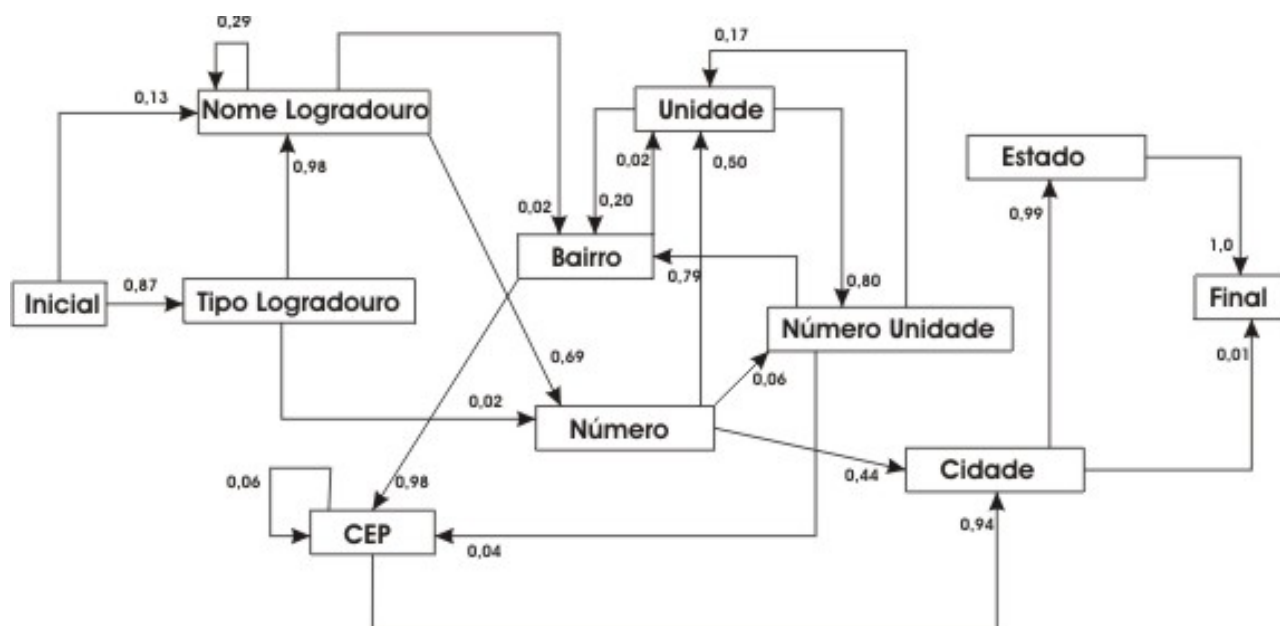 0,29
0,17
0,13
Nome Logradouro
Unidade
0,98
0,02
0,50
Estado
0,02
0,20
0,99
Bairro
1,0
Inicial
0,87
Tipo Logradouro
0,79
0,80
Final
Número Unidade
0,69
0,06
0,01
0,02
Número
0,44
Cidade
0,06
0,98
CEP
0,04
0,94